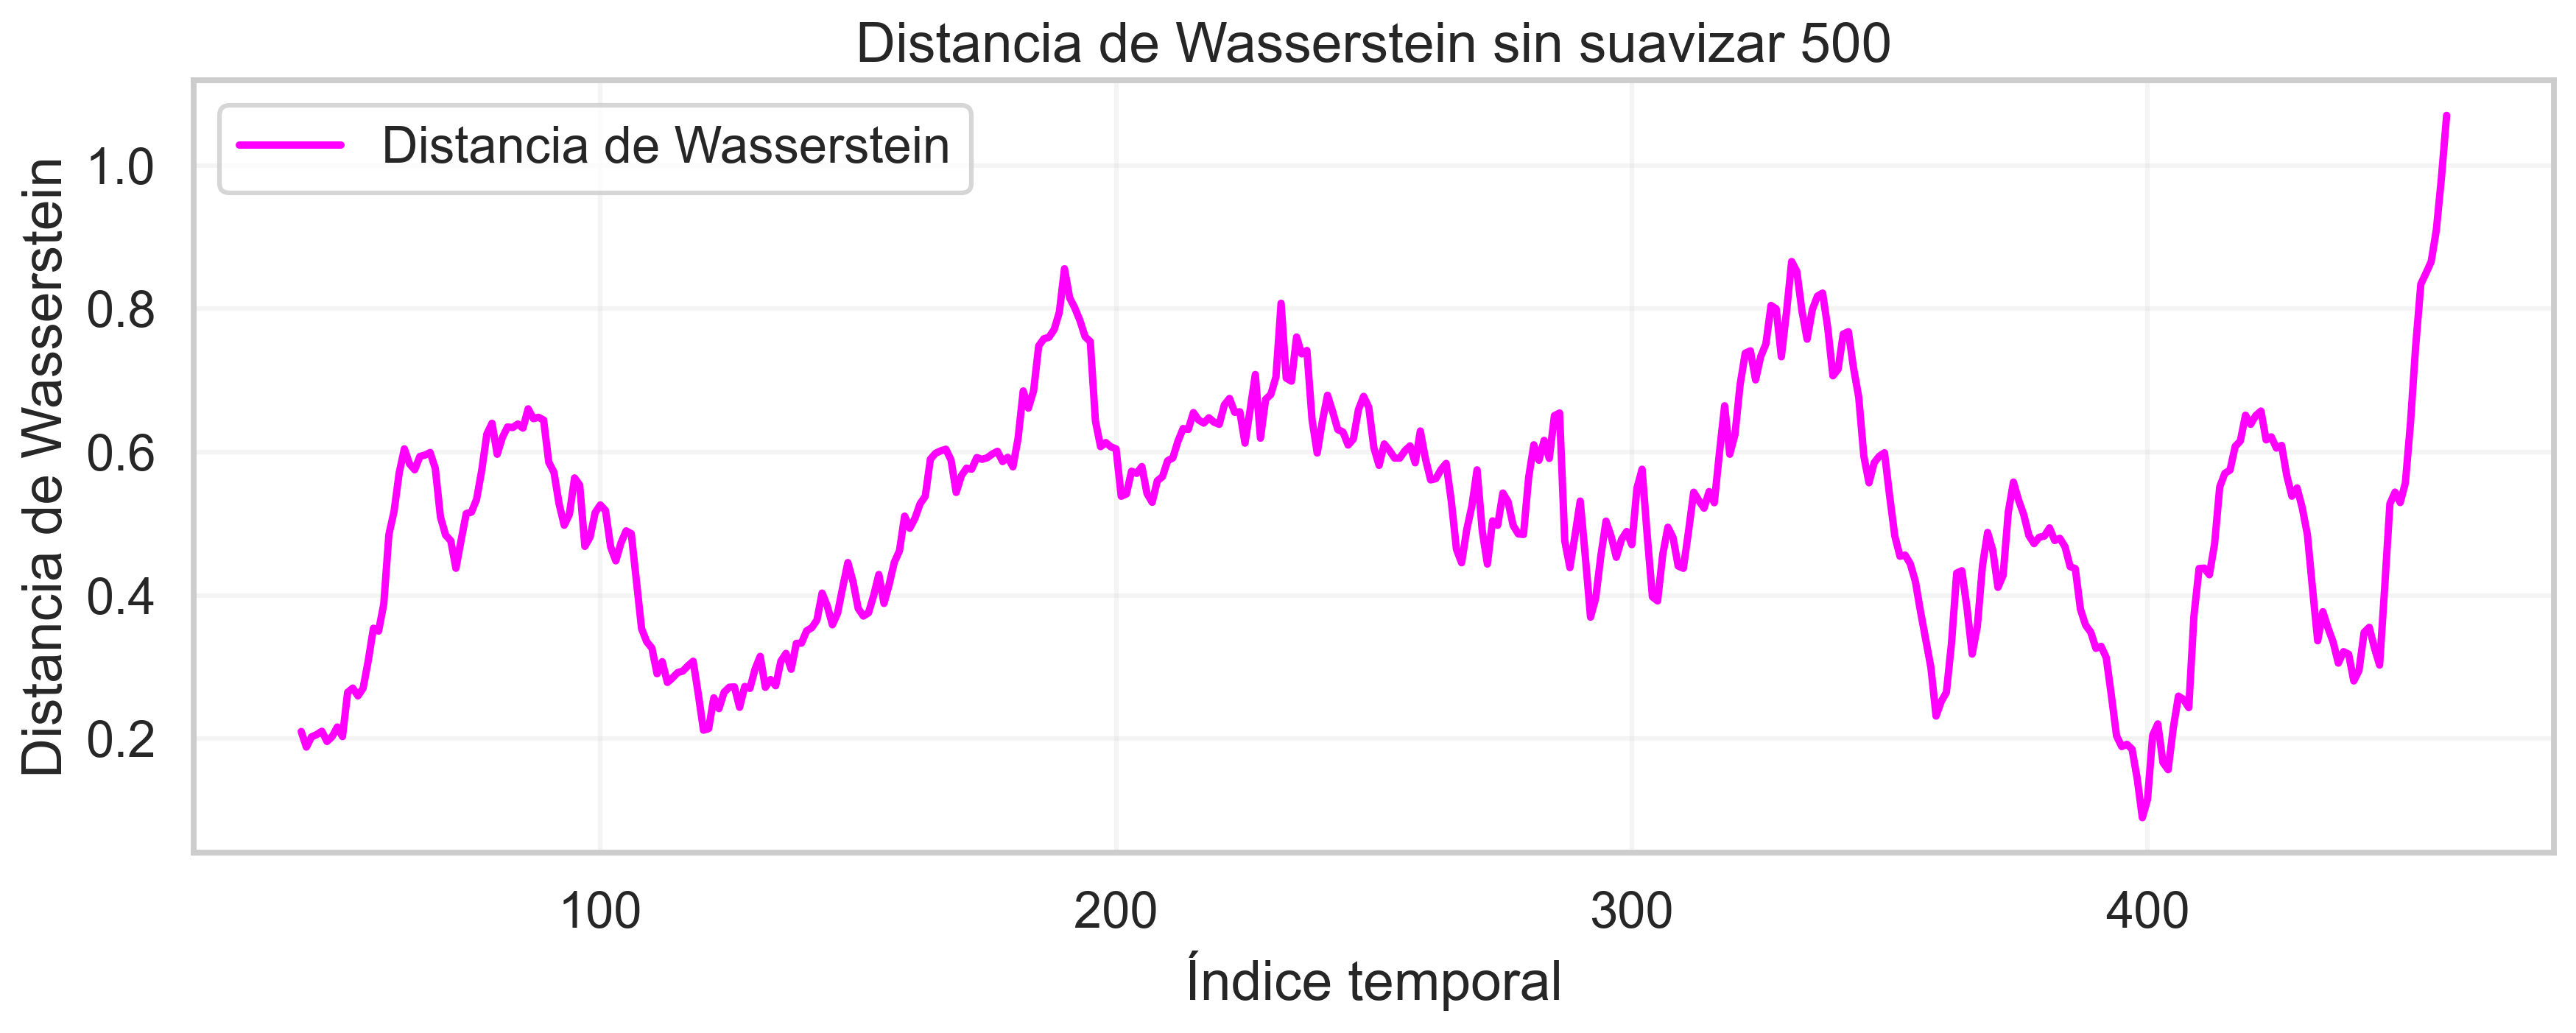 Distancia de Wasserstein sin suavizar 500
Distancia de Wasserstein
Distancia de Wasserstein
1.0
0.8
0.6
0.4
0.2
100
200
300
400
Índice temporal